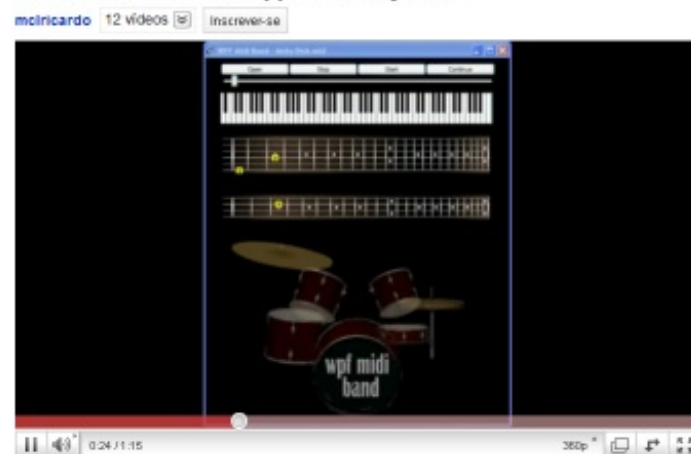 mclricardo 12 vídeos Inscrever-se
Open Stop Start Continue
wpf midi
band
0:24 / 1:15 360p